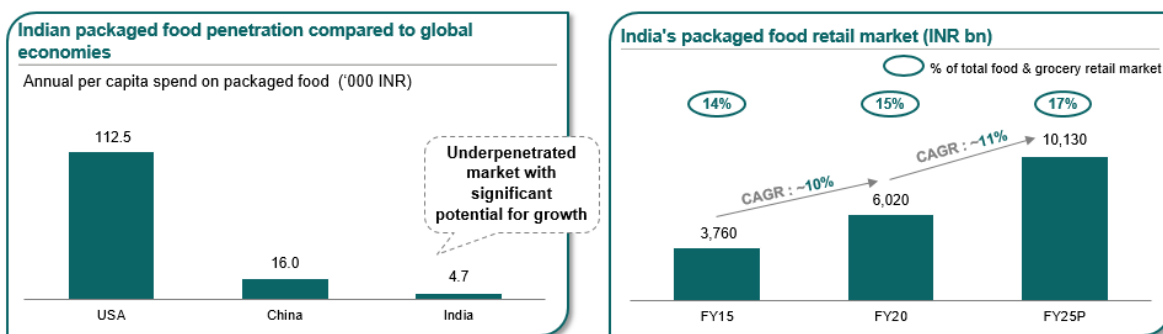 Indian packaged food penetration compared to global
economies
Annual per capita spend on packaged food (‘000 INR)
112.5
16.0
4.7
Underpenetrated
market with
significant
potential for growth
USA
China
India
India's packaged food retail market (INR bn)
% of total food & grocery retail market
14%
15%
17%
CAGR : ~10%
CAGR : ~11%
3,760
6,020
10,130
FY15
FY20
FY25P